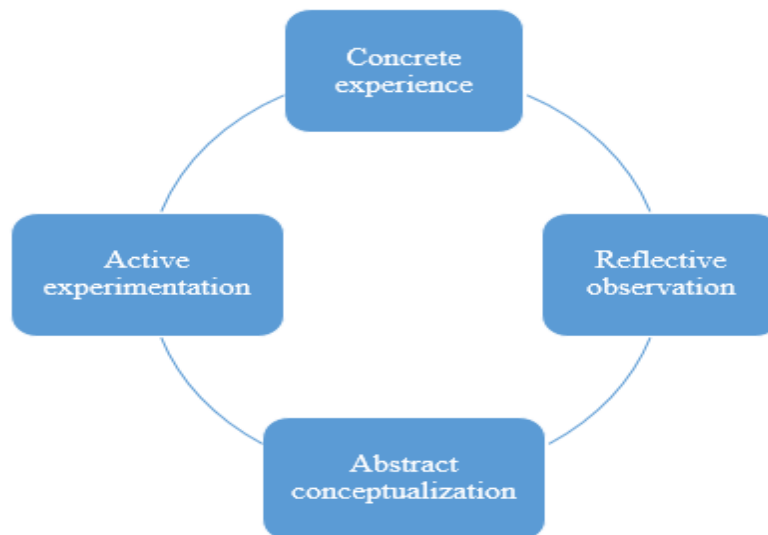 Concrete
experience
Reflective
observation
Abstract
conceptualization
Active
experimentation